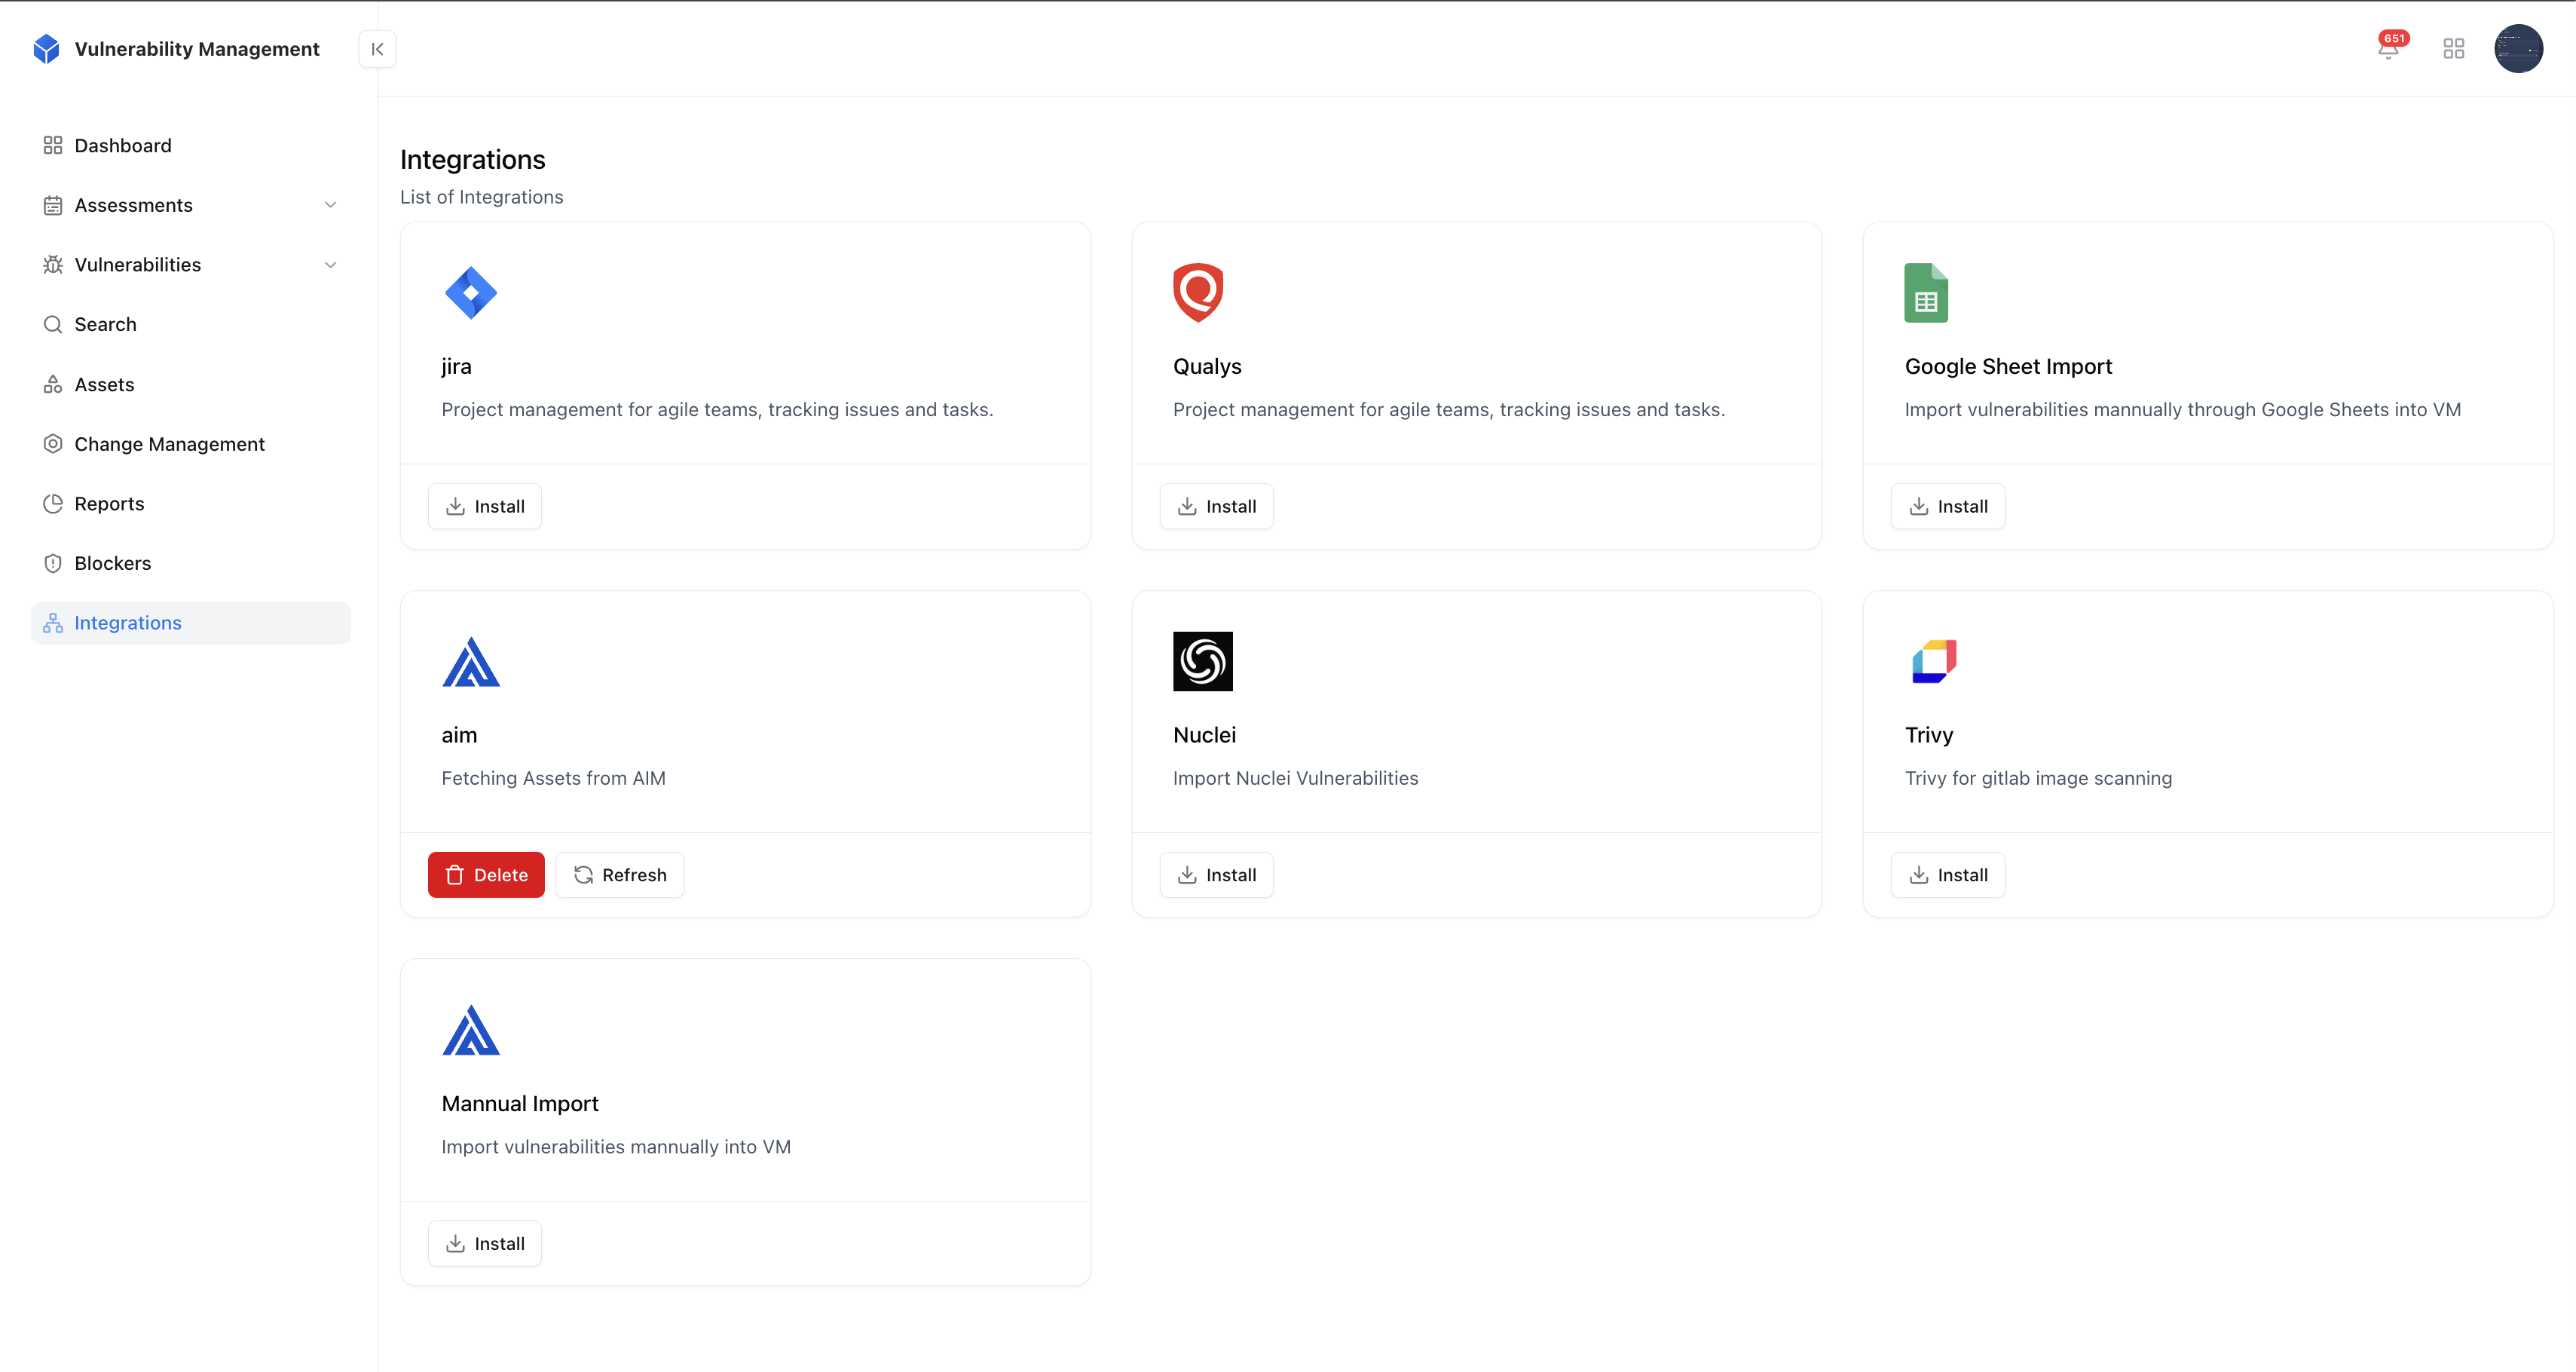 Vulnerability Management
651
Dashboard
Assessments
Vulnerabilities
Search
Assets
Change Management
Reports
Blockers
Integrations
Integrations
List of Integrations
jira
Project management for agile teams, tracking issues and tasks.
Install
Qualys
Project management for agile teams, tracking issues and tasks.
Install
Google Sheet Import
Import vulnerabilities mannually through Google Sheets into VM
Install
aim
Fetching Assets from AIM
Delete
Refresh
Nuclei
Import Nuclei Vulnerabilities
Install
Trivy
Trivy for gitlab image scanning
Install
Mannual Import
Import vulnerabilities mannually into VM
Install